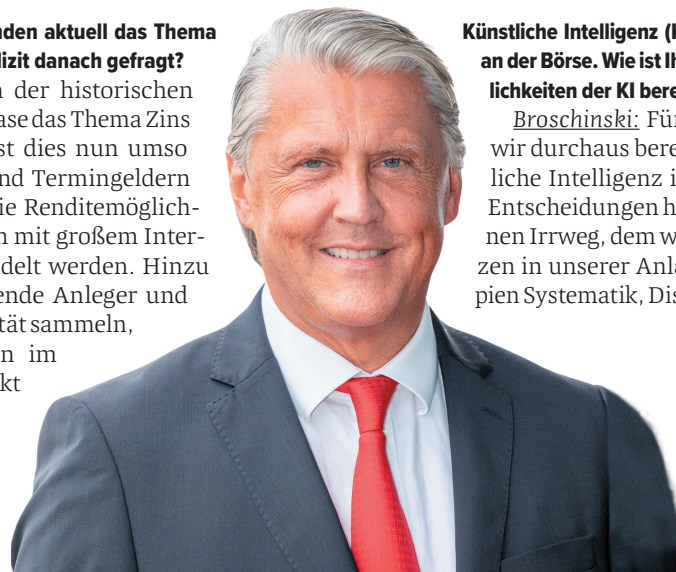 nden aktuell das Thema
lizit danach gefragt?
der historischen
ase das Thema Zins
st dies nun umso
nd Termingeldern
ie Renditemöglich-
n mit großem Inter-
delt werden. Hinzu
ende Anleger und
tät sammeln,
n im
kt
Künstliche Intelligenz (K
an der Börse. Wie ist Ih
lichkeiten der KI bere
Broschinski: Für
wir durchaus bere
liche Intelligenz i
Entscheidungen h
nen Irrweg, dem w
zen in unserer Anla
pien Systematik, Dis